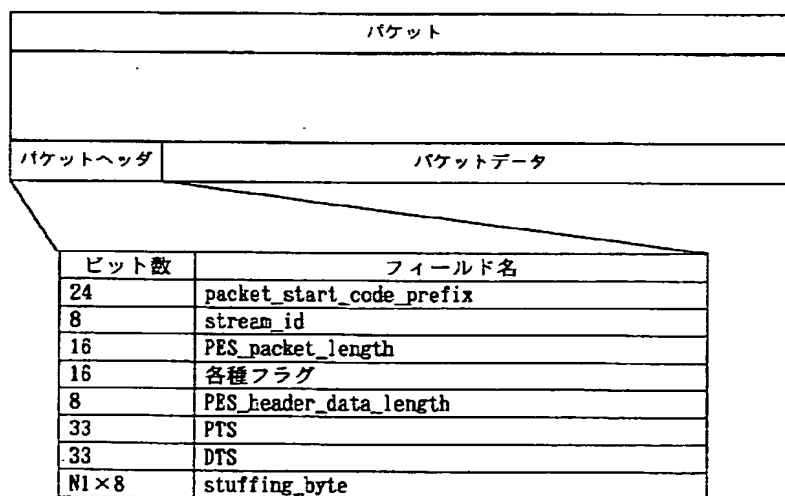 パケット
パケットヘッダ パケットデータ
ビット数 フィールド名
24 packet_start_code_prefix
8 stream_id
16 PES_packet_length
16 各種フラグ
8 PES_header_data_length
33 PTS
33 DTS
N1×8 stuffing_byte